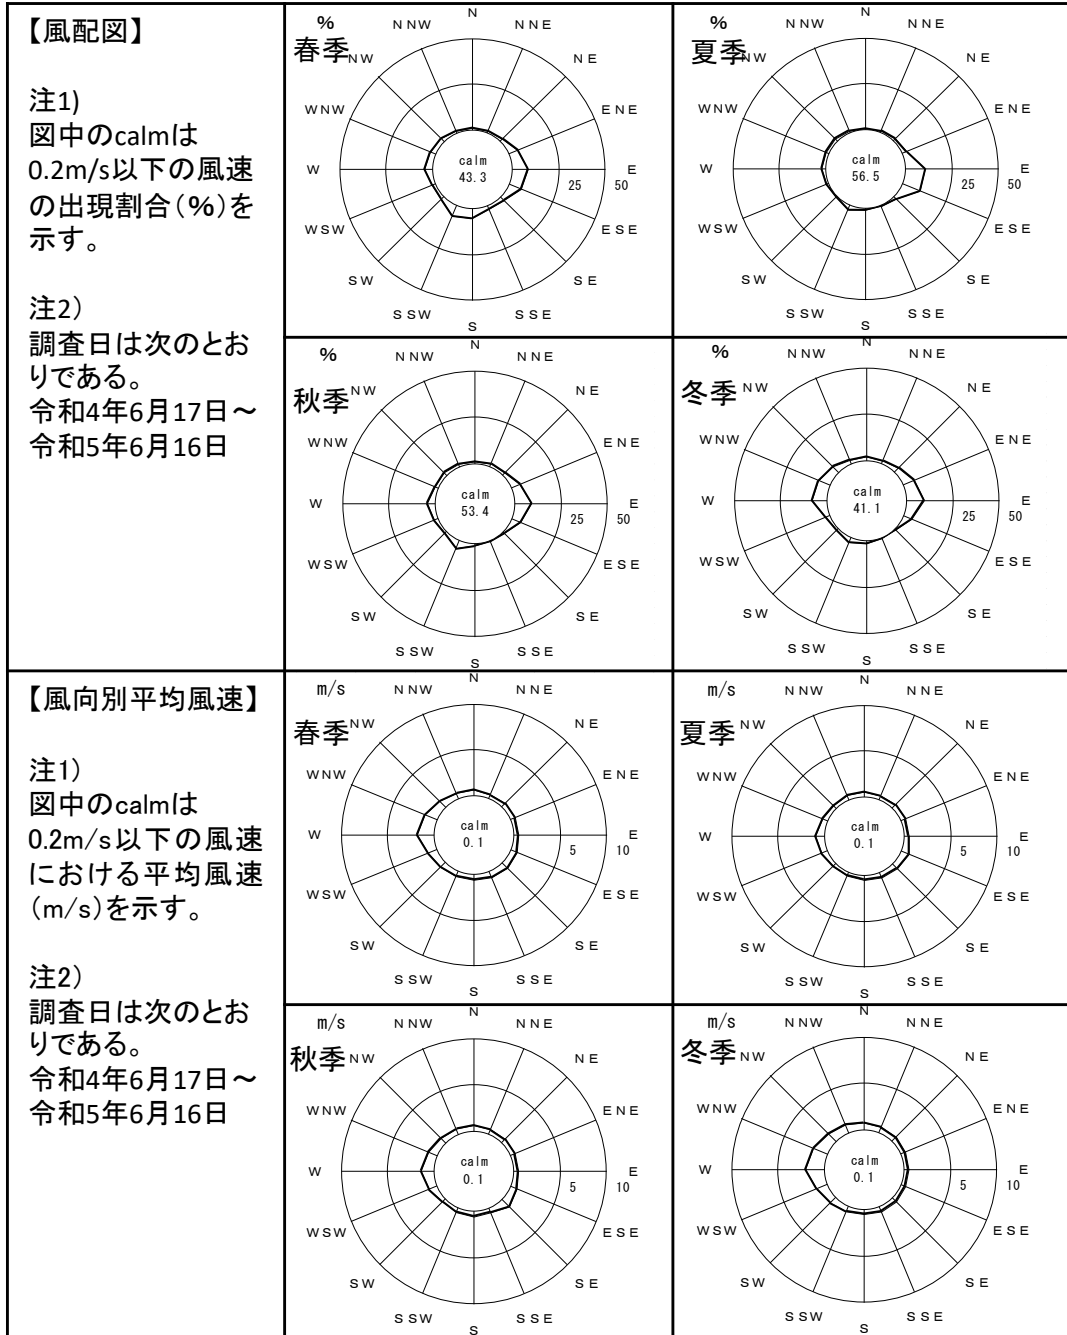 【風配図】
注1)
図中のcalmは
0.2m/s以下の風速
の出現割合(%)を
示す。
注2)
調査日は次のとお
りである。
令和4年6月17日～
令和5年6月16日
%
春季
N
NNE
NE
ENE
E
ESE
SE
SSE
S
SSW
SW
WSW
W
WNW
NW
NNW
calm
43.3
25
50
%
夏季
N
NNE
NE
ENE
E
ESE
SE
SSE
S
SSW
SW
WSW
W
WNW
NW
NNW
calm
56.5
25
50
%
秋季
N
NNE
NE
ENE
E
ESE
SE
SSE
S
SSW
SW
WSW
W
WNW
NW
NNW
calm
53.4
25
50
%
冬季
N
NNE
NE
ENE
E
ESE
SE
SSE
S
SSW
SW
WSW
W
WNW
NW
NNW
calm
41.1
25
50
【風向別平均風速】
注1)
図中のcalmは
0.2m/s以下の風速
における平均風速
(m/s)を示す。
注2)
調査日は次のとお
りである。
令和4年6月17日～
令和5年6月16日
m/s
春季
N
NNE
NE
ENE
E
ESE
SE
SSE
S
SSW
SW
WSW
W
WNW
NW
NNW
calm
0.1
5
10
m/s
夏季
N
NNE
NE
ENE
E
ESE
SE
SSE
S
SSW
SW
WSW
W
WNW
NW
NNW
calm
0.1
5
10
m/s
秋季
N
NNE
NE
ENE
E
ESE
SE
SSE
S
SSW
SW
WSW
W
WNW
NW
NNW
calm
0.1
5
10
m/s
冬季
N
NNE
NE
ENE
E
ESE
SE
SSE
S
SSW
SW
WSW
W
WNW
NW
NNW
calm
0.1
5
10